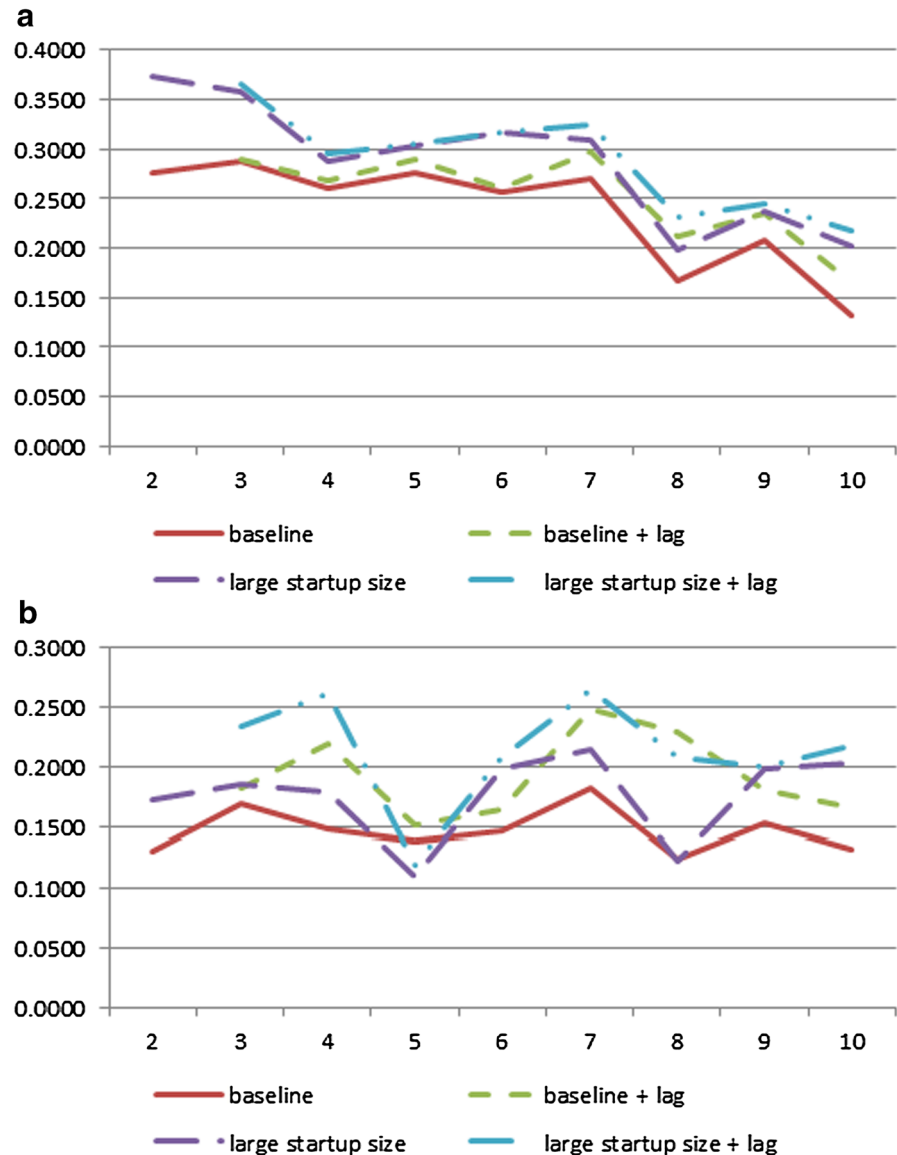 a
0.4000
0.3500
0.3000
0.2500
0.2000
0.1500
0.1000
0.0500
0.0000
2 3 4 5 6 7 8 9 10
baseline baseline + lag
large startup size large startup size + lag
b
0.3000
0.2500
0.2000
0.1500
0.1000
0.0500
0.0000
2 3 4 5 6 7 8 9 10
baseline baseline + lag
large startup size large startup size + lag